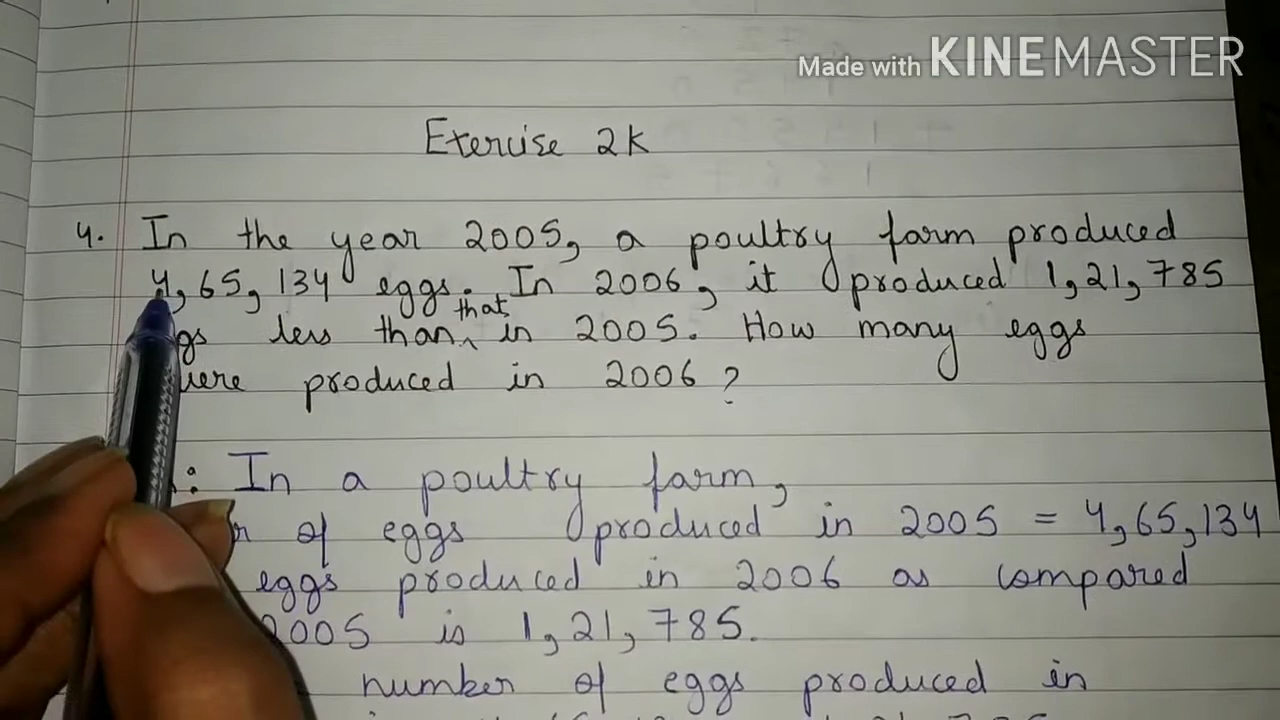 Made with KINEMASTER
Exercise 2K
4. In the year 2005, a poultry farm produced
4,65,134 eggs. In 2006, it produced 1,21,785
less than that in 2005. How many eggs
produced in 2006?
: In a poultry farm,
of eggs produced in 2005 = 4,65,134
eggs produced in 2006 as compared
2005 is 1,21,785.
number of eggs produced in